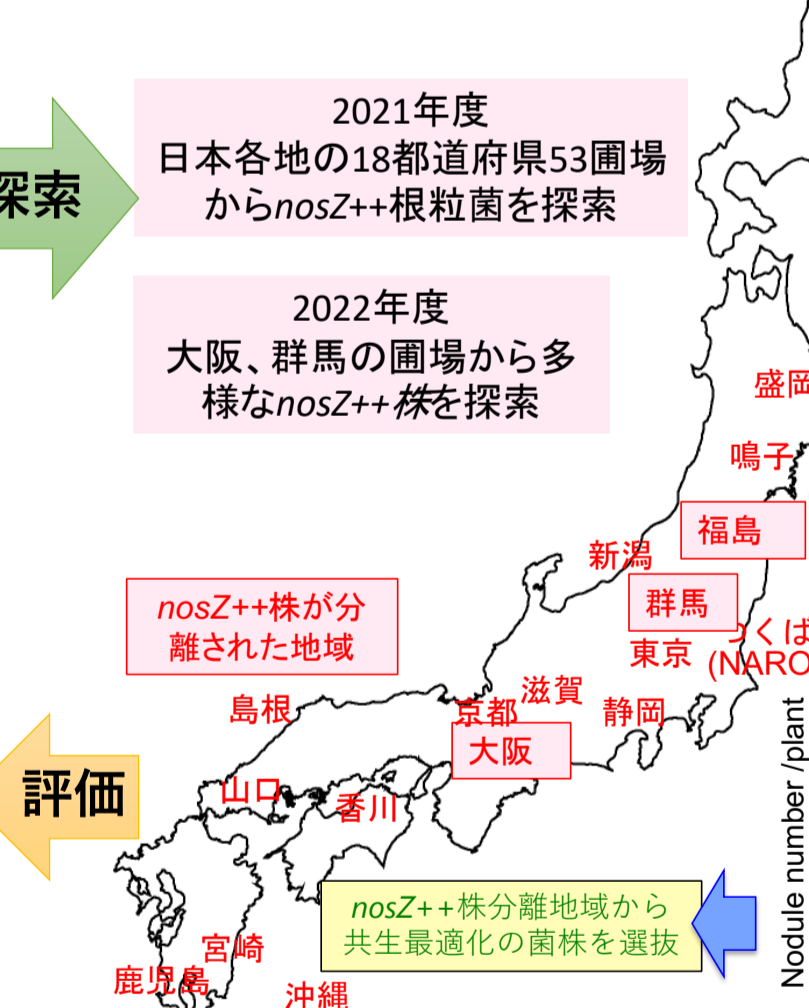 探索
2021年度
日本各地の18都道府県53圃場
からnosZ++根粒菌を探索
2022年度
大阪、群馬の圃場から多
様なnosZ++株を探索
盛岡
鳴子
福島
新潟
群馬
つくば
(NARO
東京
nosZ++株が分
離された地域
滋賀
島根
京都
静岡
大阪
評価
山口
香川
Nodule number /plant
nosZ++株分離地域から
共生最適化の菌株を選抜
宮崎
鹿児島
沖縄